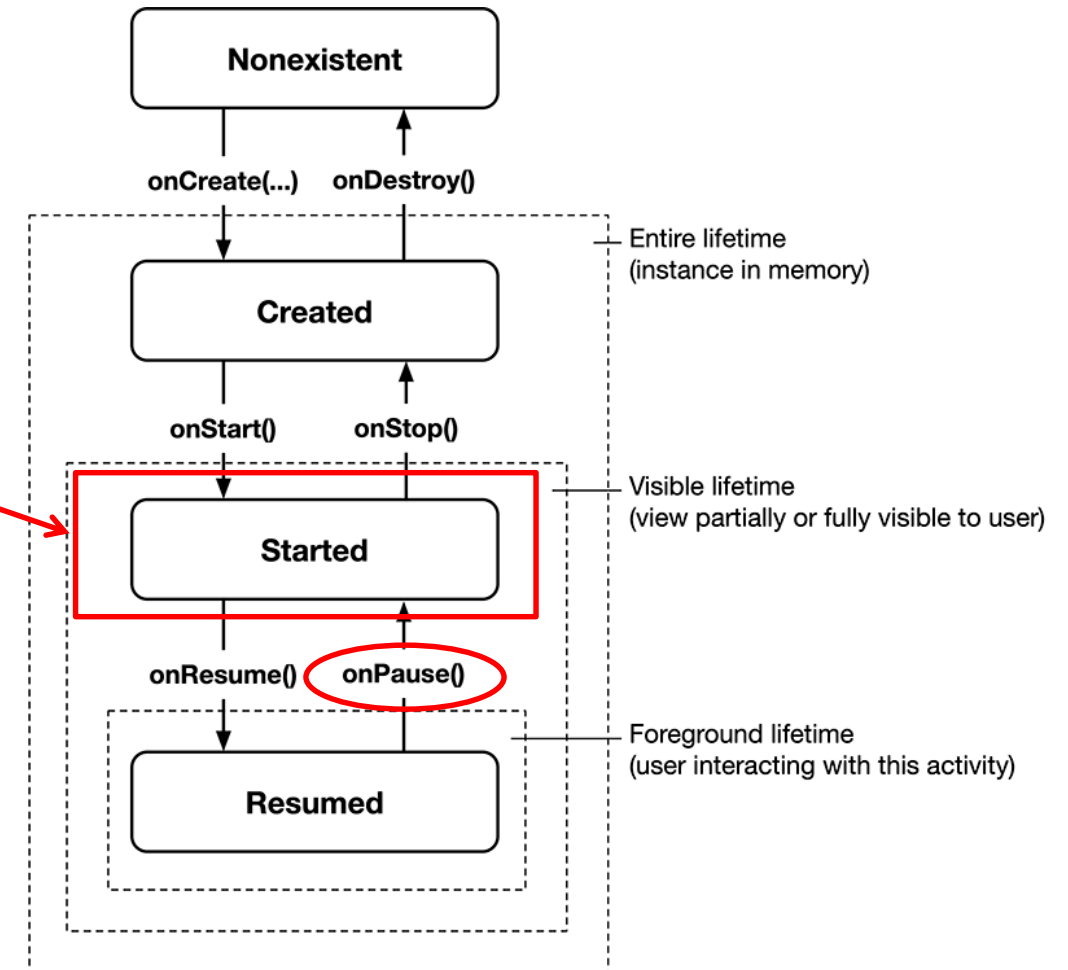 Nonexistent
onCreate(...) onDestroy()
Entire lifetime
(instance in memory)
Created
onStart() onStop()
Visible lifetime
(view partially or fully visible to user)
Started
onResume() onPause()
Foreground lifetime
(user interacting with this activity)
Resumed